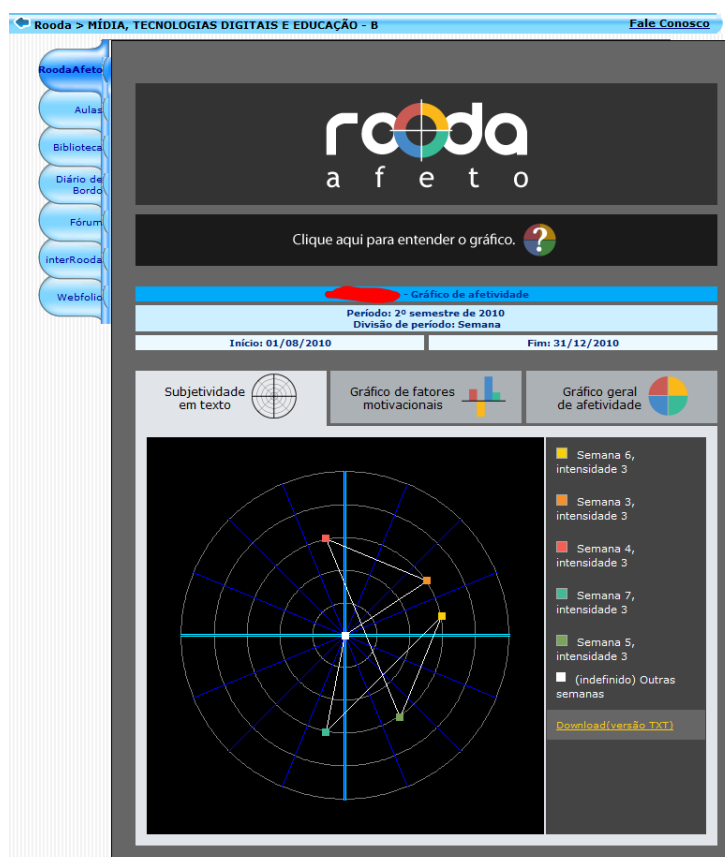 Rooda > MÍDIA, TECNOLOGIAS DIGITAIS E EDUCAÇÃO - B
Fale Conosco
RoodaAfeto
Aulas
Biblioteca
Diário de
Bordo
Fórum
interRooda
Webfolio
rooda
afeto
Clique aqui para entender o gráfico. ?
- Gráfico de afetividade
Período: 2º semestre de 2010
Divisão de período: Semana
Início: 01/08/2010
Fim: 31/12/2010
Subjetividade
em texto
Gráfico de fatores
motivacionais
Gráfico geral
de afetividade
Semana 6,
intensidade 3
Semana 3,
intensidade 3
Semana 4,
intensidade 3
Semana 7,
intensidade 3
Semana 5,
intensidade 3
(indefinido) Outras
semanas
Download(versão TXT)